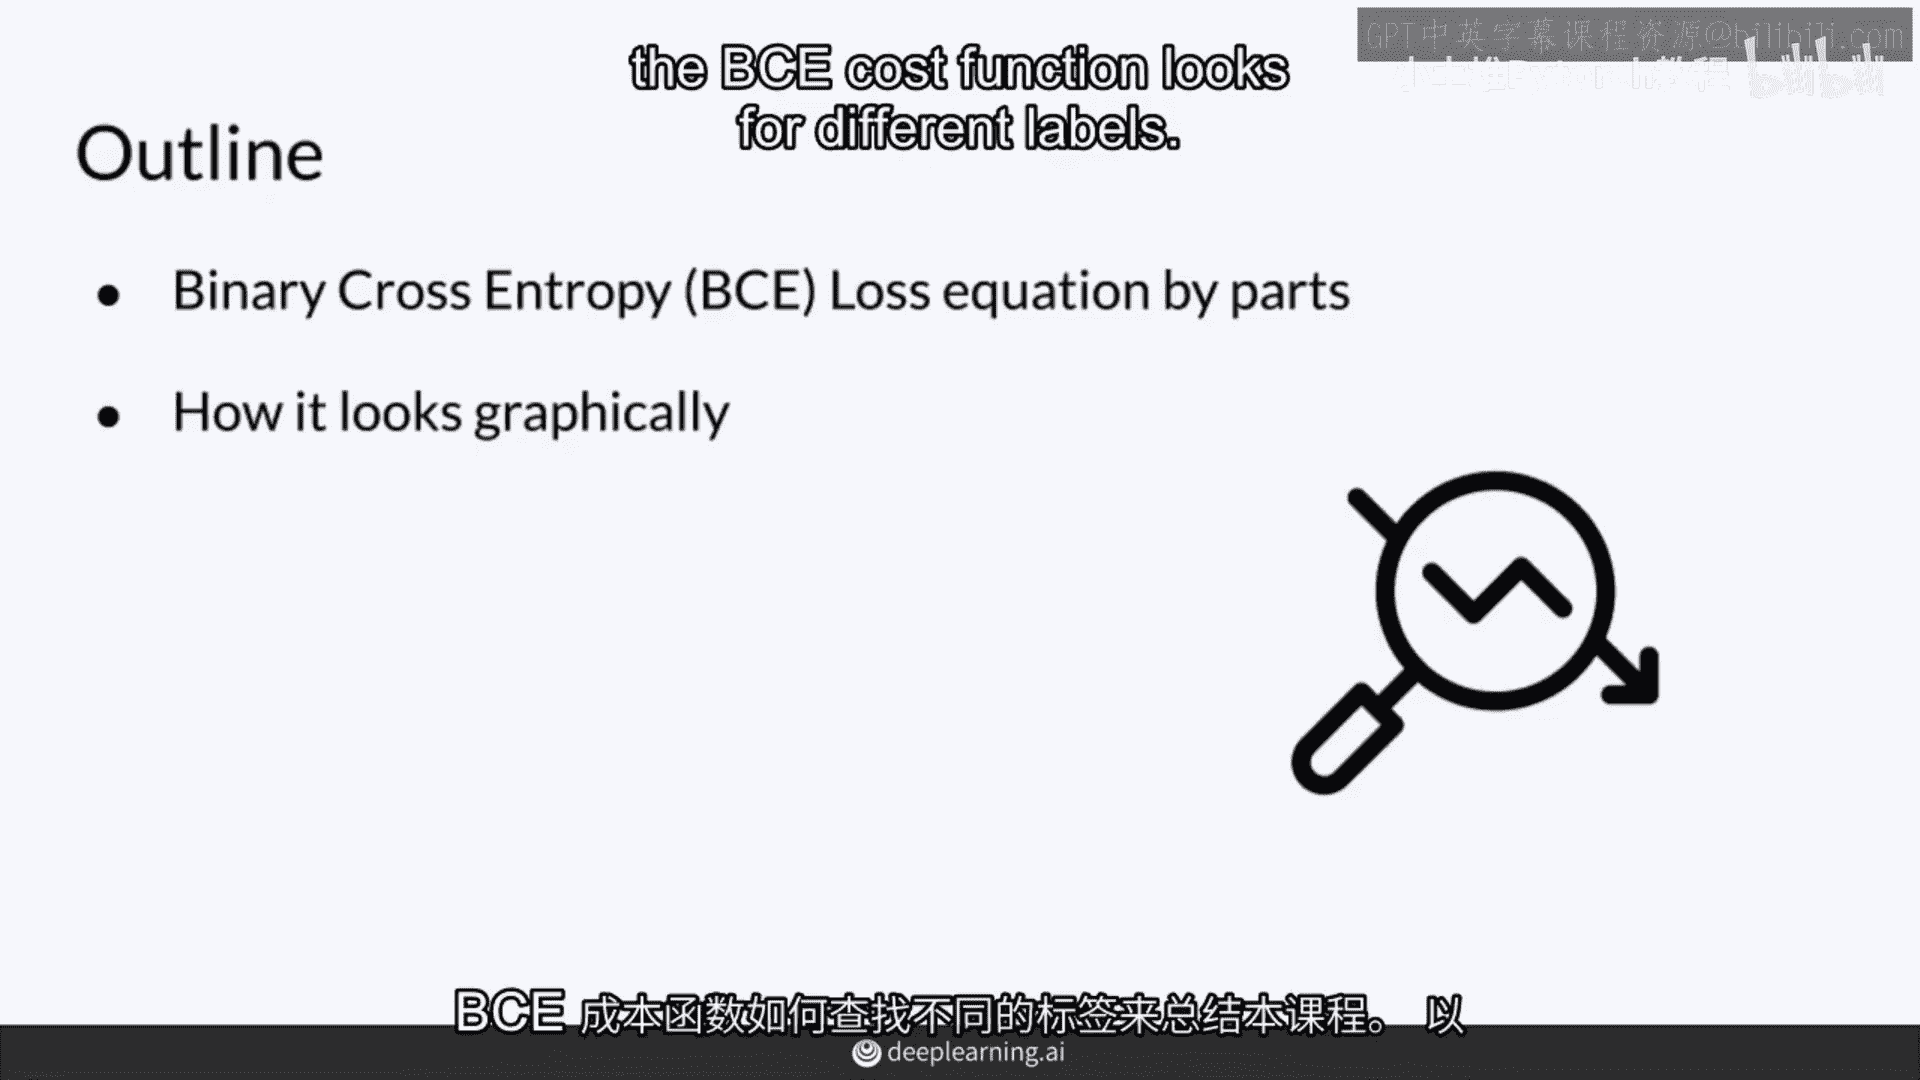 GPT中英字幕课程资源@bilibili.com
the BCE cost function looks
for different labels.
Outline
• Binary Cross Entropy (BCE) Loss equation by parts
• How it looks graphically
BCE 成本函数如何查找不同的标签来总结本课程。 以
deeplearning.ai